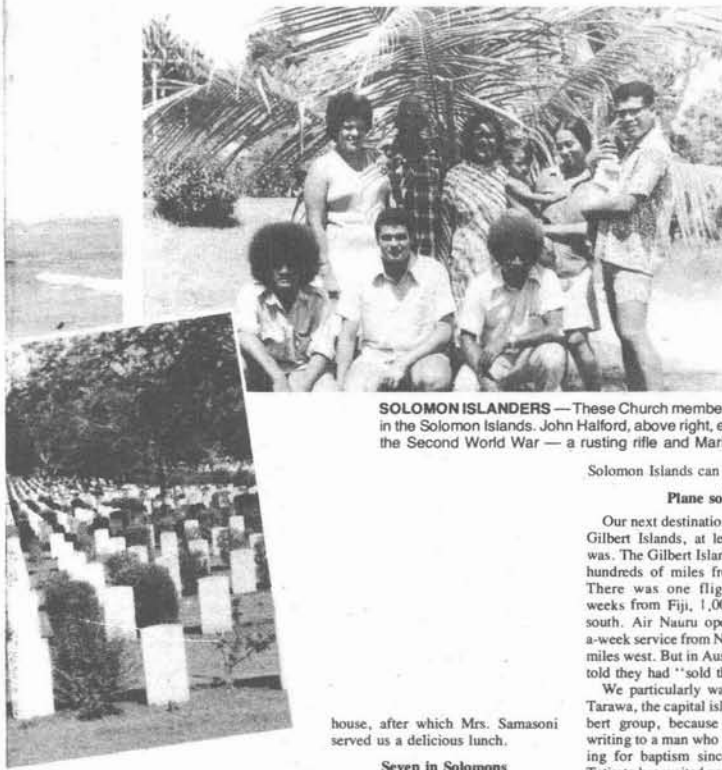 SOLOMON ISLANDERS — These Church membe
in the Solomon Islands. John Halford, above right, e
the Second World War — a rusting rifle and Mar
house, after which Mrs. Samasoni
served us a delicious lunch.
Seven in Solomons
Solomon Islands can
Plane so
Our next destinatio
Gilbert Islands, at le
was. The Gilbert Islan
hundreds of miles fr
There was one flig
weeks from Fiji, 1,00
south. Air Nauru ope
a-week service from N
miles west. But in Aus
told they had "sold th
We particularly wa
Tarawa, the capital isl
bert group, because
writing to a man who
ing for baptism sinc